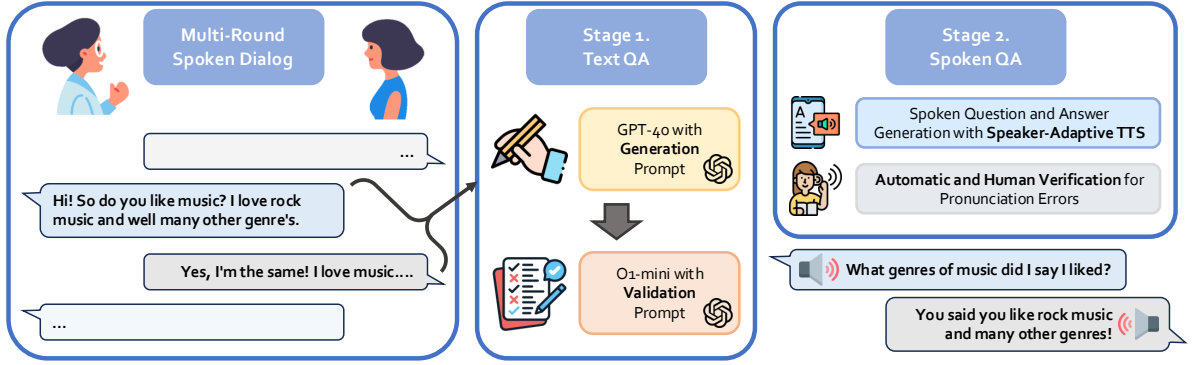 Multi-Round
Spoken Dialog
...
Hi! So do you like music? I love rock
music and well many other genre's.
Yes, I'm the same! I love music....
...
Stage 1.
Text QA
GPT-4o with
Generation
Prompt
O1-mini with
Validation
Prompt
Stage 2.
Spoken QA
A
Spoken Question and Answer
Generation with Speaker-Adaptive TTS
Automatic and Human Verification for
Pronunciation Errors
What genres of music did I say I liked?
You said you like rock music
and many other genres!